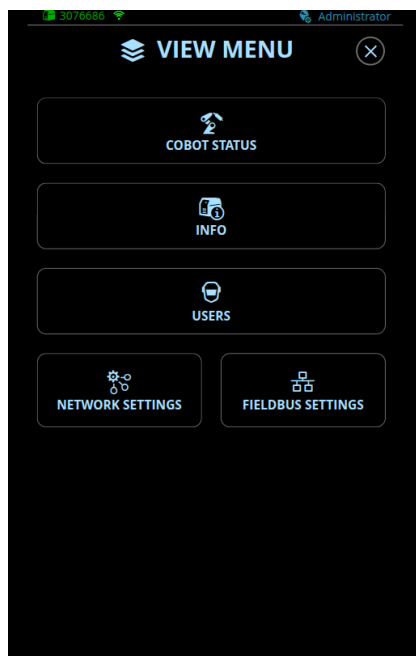 3076686 Administrator
VIEW MENU
COBOT STATUS
INFO
USERS
NETWORK SETTINGS FIELDBUS SETTINGS